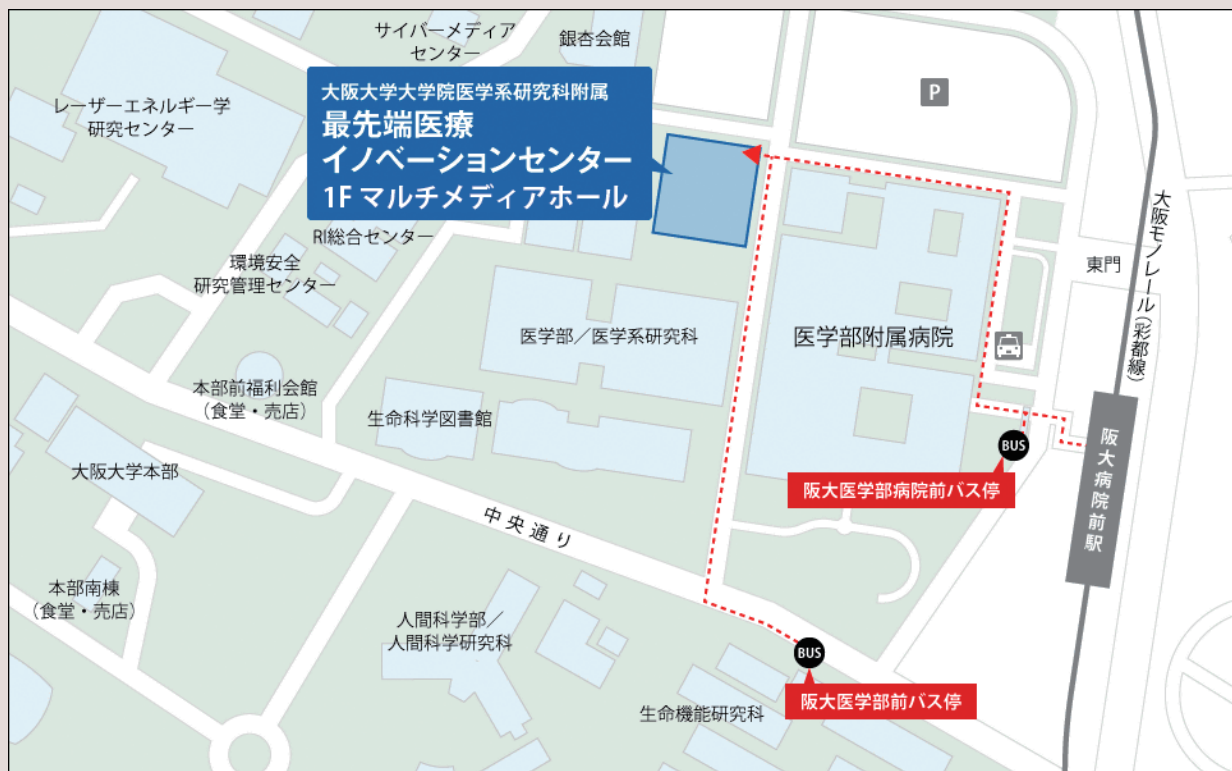 サイバーメディア
センター
銀杏会館
P
レーザーエネルギー学
研究センター
大阪大学大学院医学系研究科附属
最先端医療
イノベーションセンター
1F マルチメディアホール
RI総合センター
環境安全
研究管理センター
大阪モノレール(彩都線)
東門
医学部／医学系研究科
医学部附属病院
本部前福利会館
（食堂・売店）
生命科学図書館
BUS
阪大医学部病院前バス停
阪大病院前駅
大阪大学本部
中央通り
本部南棟
（食堂・売店）
人間科学部／
人間科学研究科
BUS
阪大医学部前バス停
生命機能研究科